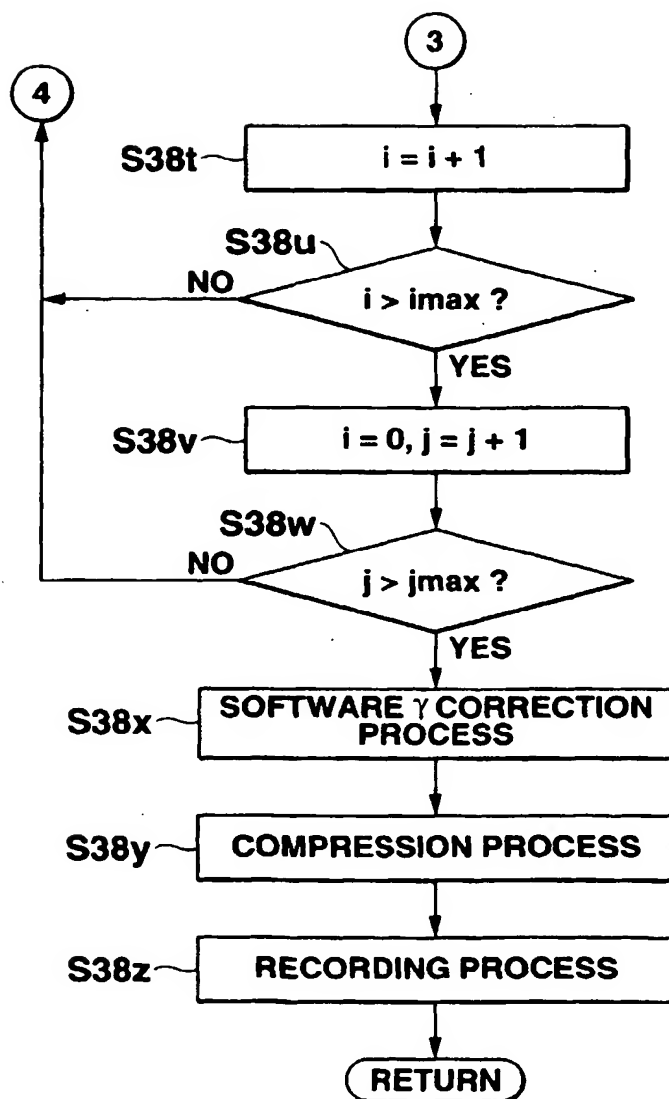 3
4
S38t
i = i + 1
S38u
NO
i > imax ?
YES
S38v
i = 0, j = j + 1
S38w
NO
j > jmax ?
YES
S38x
SOFTWARE γ CORRECTION
PROCESS
S38y
COMPRESSION PROCESS
S38z
RECORDING PROCESS
RETURN